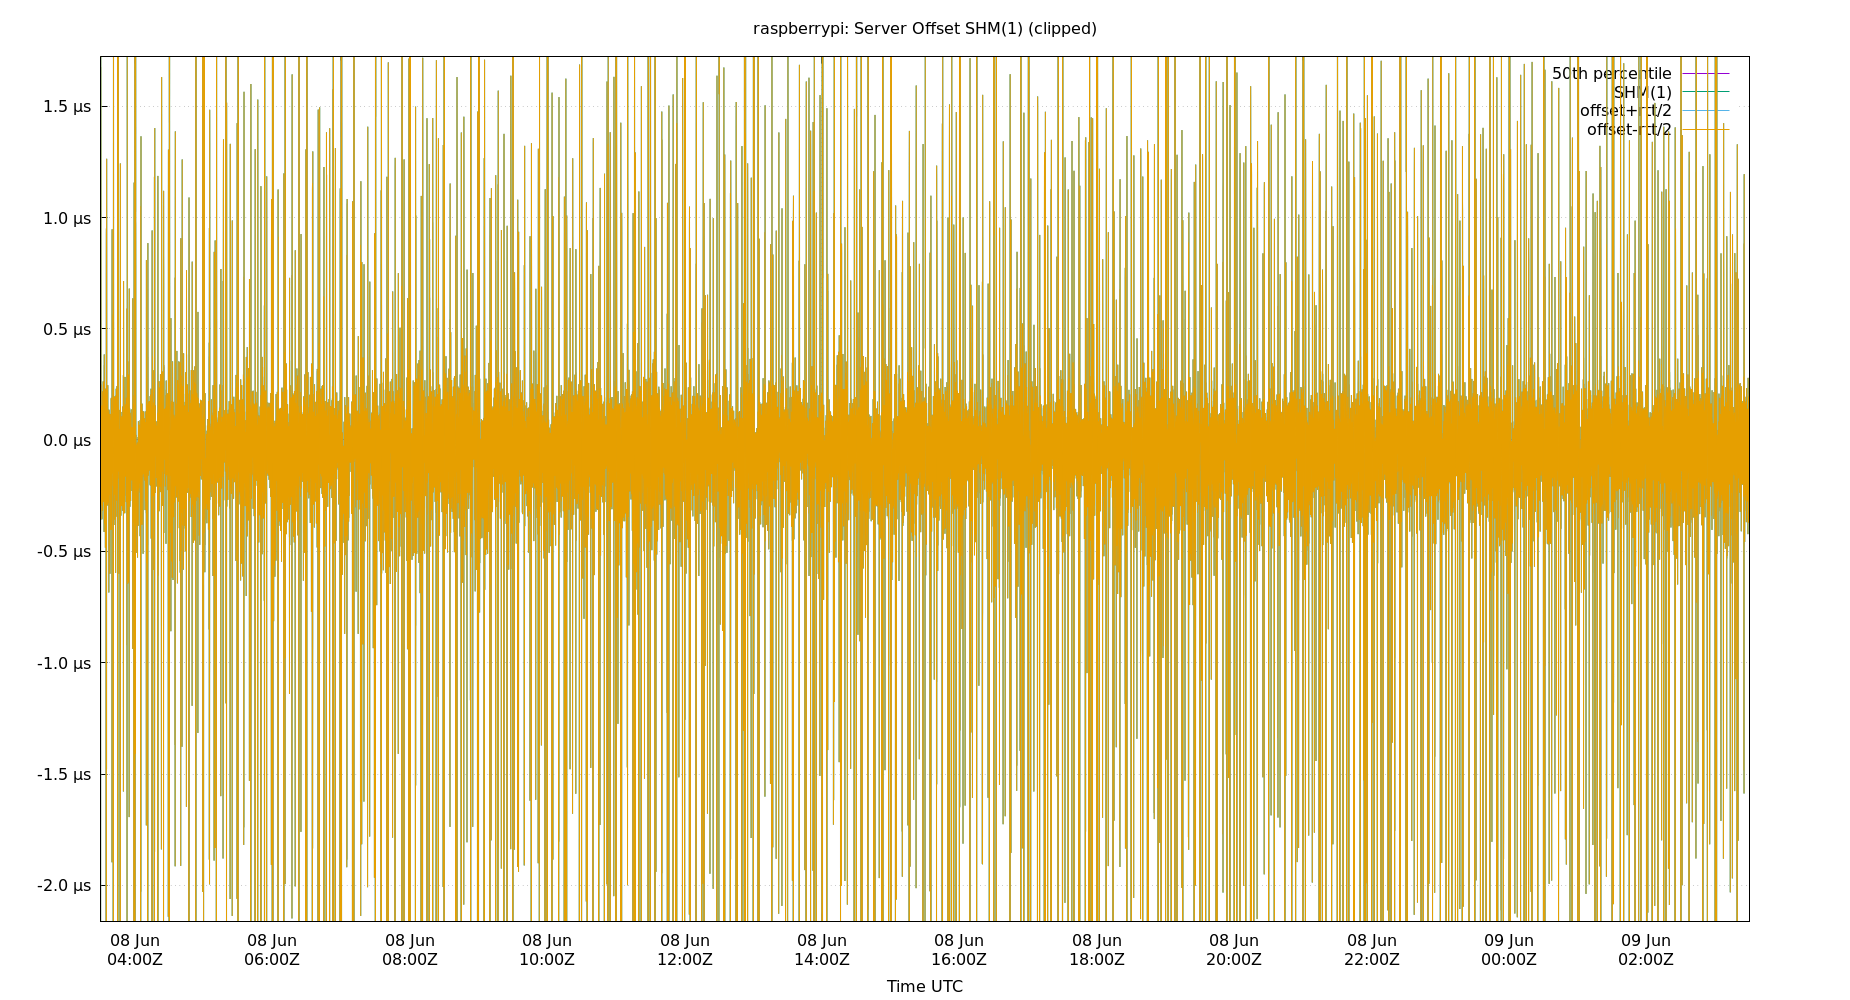 raspberrypi: Server Offset SHM(1) (clipped)
50th percentile
SHM(1)
offset+rtt/2
offset-rtt/2
1.5 µs
1.0 µs
0.5 µs
0.0 µs
-0.5 µs
-1.0 µs
-1.5 µs
-2.0 µs
08 Jun 08 Jun 08 Jun 08 Jun 08 Jun 08 Jun 08 Jun 08 Jun 08 Jun 08 Jun 09 Jun 09 Jun
04:00Z 06:00Z 08:00Z 10:00Z 12:00Z 14:00Z 16:00Z 18:00Z 20:00Z 22:00Z 00:00Z 02:00Z
Time UTC